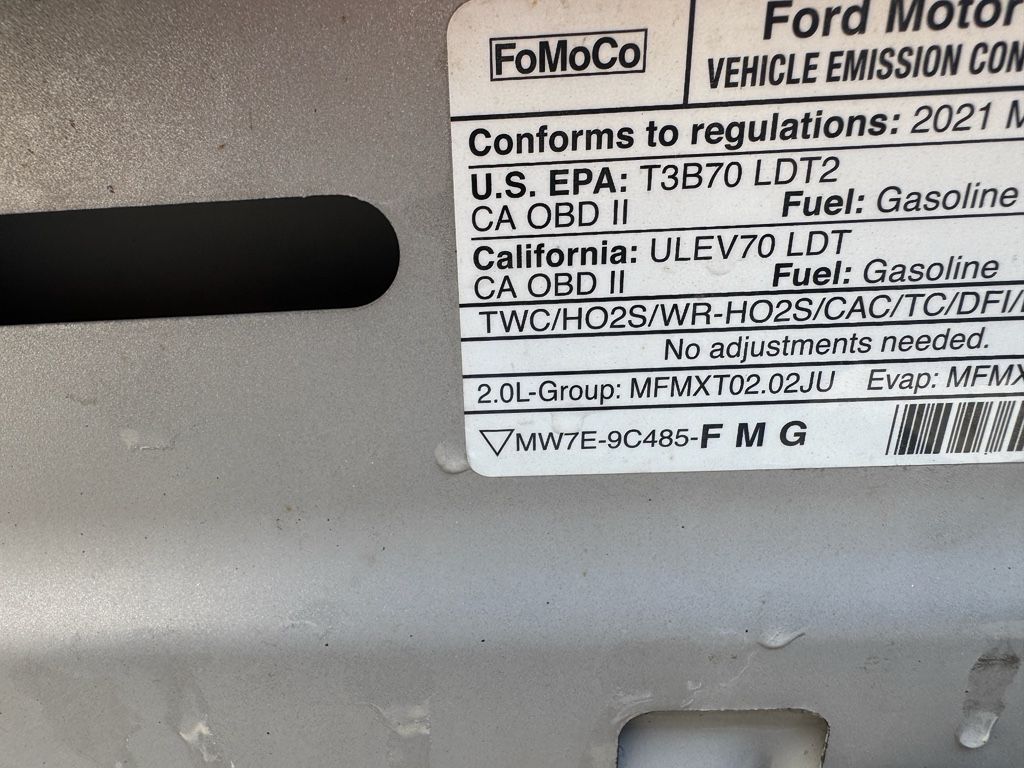 FoMoCo
Ford Motor
VEHICLE EMISSION CON
Conforms to regulations: 2021 M
U.S. EPA: T3B70 LDT2
CA OBD II Fuel: Gasoline
California: ULEV70 LDT
CA OBD II Fuel: Gasoline
TWC/HO2S/WR-HO2S/CAC/TC/DFI/
No adjustments needed.
2.0L-Group: MFMXT02.02JU Evap: MFMX
▽MW7E-9C485-F M G